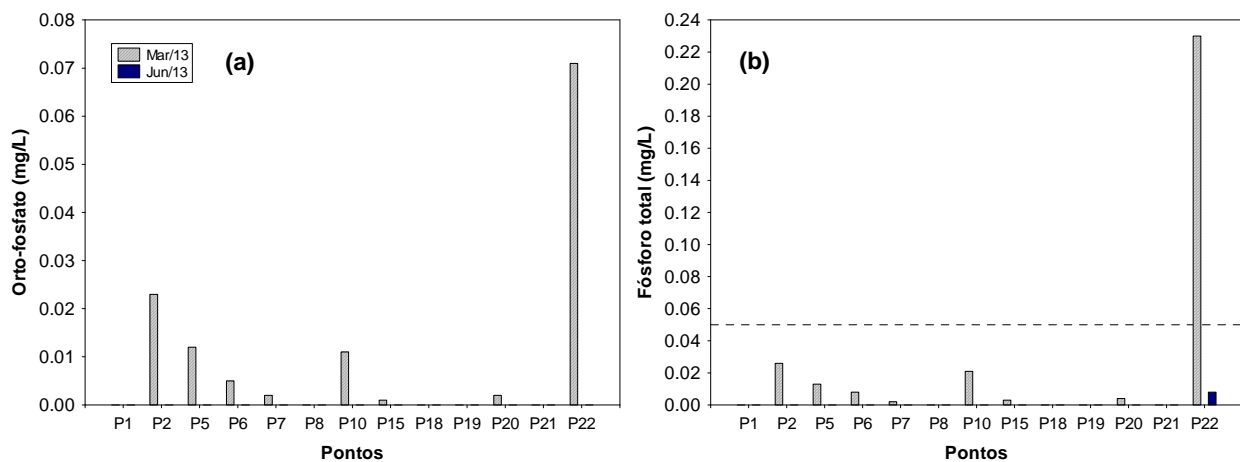 0.08
0.07
0.06
0.05
0.04
0.03
0.02
0.01
0.00
Orto-fosfato (mg/L)
Mar/13
Jun/13
(a)
P1 P2 P5 P6 P7 P8 P10 P15 P18 P19 P20 P21 P22
Pontos
0.24
0.22
0.20
0.18
0.16
0.14
0.12
0.10
0.08
0.06
0.04
0.02
0.00
Fósforo total (mg/L)
(b)
P1 P2 P5 P6 P7 P8 P10 P15 P18 P19 P20 P21 P22
Pontos